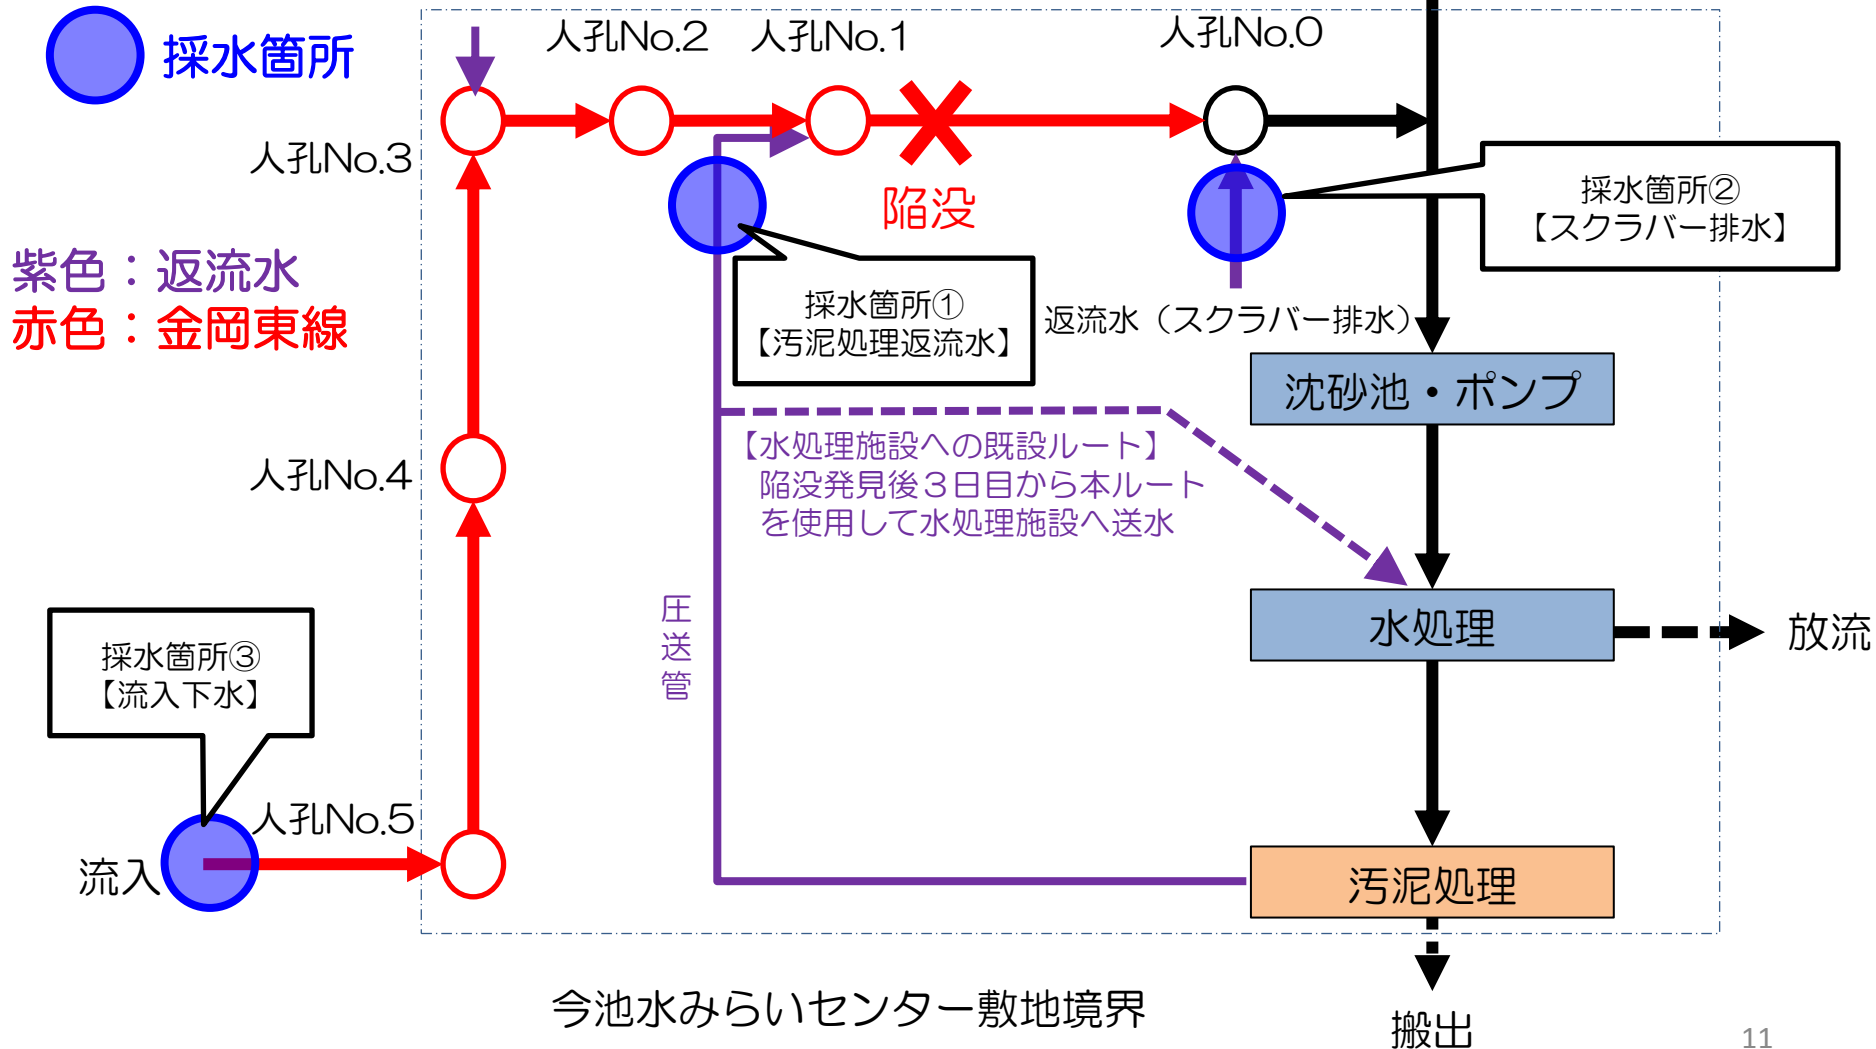 採水箇所
人孔No.2
人孔No.1
人孔No.0
人孔No.3
陥没
採水箇所②
【スクラバー排水】
紫色：返流水
赤色：金岡東線
採水箇所①
【汚泥処理返流水】
返流水（スクラバー排水）
沈砂池・ポンプ
【水処理施設への既設ルート】
陥没発見後３日目から本ルート
を使用して水処理施設へ送水
人孔No.4
圧送管
水処理
放流
採水箇所③
【流入下水】
人孔No.5
流入
汚泥処理
今池水みらいセンター敷地境界
搬出
11